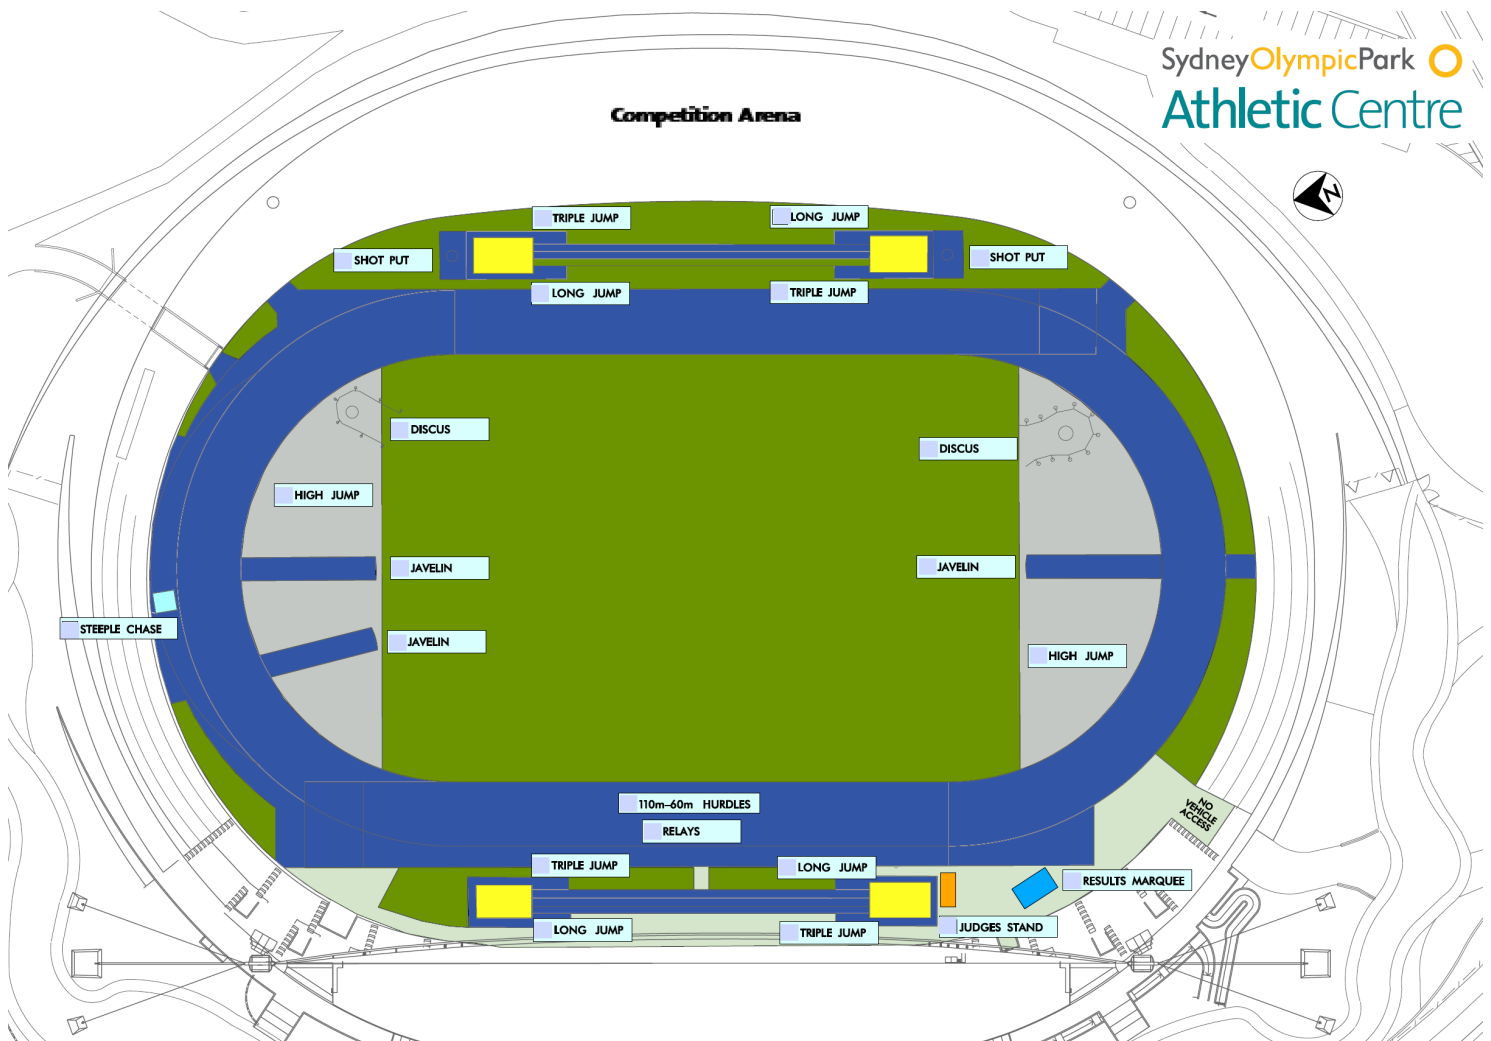 SydneyOlympicPark
Athletic Centre
Competition Arena
N
TRIPLE JUMP
LONG JUMP
SHOT PUT
SHOT PUT
LONG JUMP
TRIPLE JUMP
DISCUS
DISCUS
HIGH JUMP
JAVELIN
JAVELIN
STEEPLE CHASE
JAVELIN
HIGH JUMP
110m–60m HURDLES
RELAYS
NO
VEHICLE
ACCESS
TRIPLE JUMP
LONG JUMP
RESULTS MARQUEE
LONG JUMP
TRIPLE JUMP
JUDGES STAND